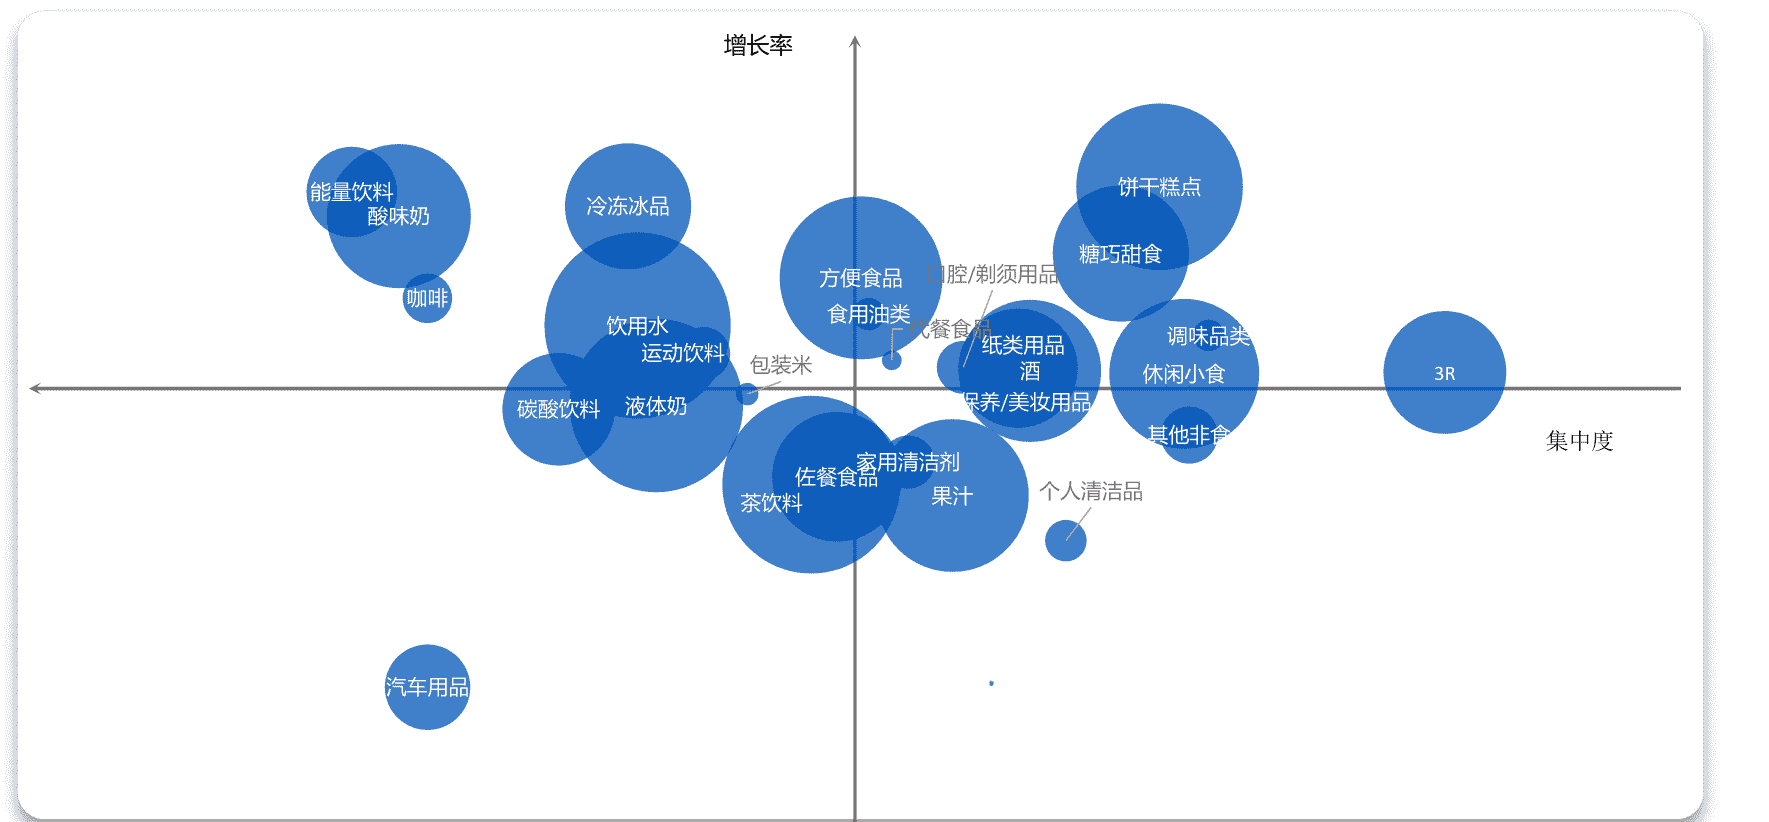 增长率
饼干糕点
能量饮料
冷冻冰品
酸味奶
糖巧甜食
口腔/剃须用品
方便食品
咖啡
食用油类
饮用水
代餐食品
调味品类
纸类用品
运动饮料
包装米
酒
休闲小食
3R
保养/美妆用品
液体奶
碳酸饮料
其他非食
集中度
家用清洁剂
佐餐食品
个人清洁品
果汁
茶饮料
汽车用品